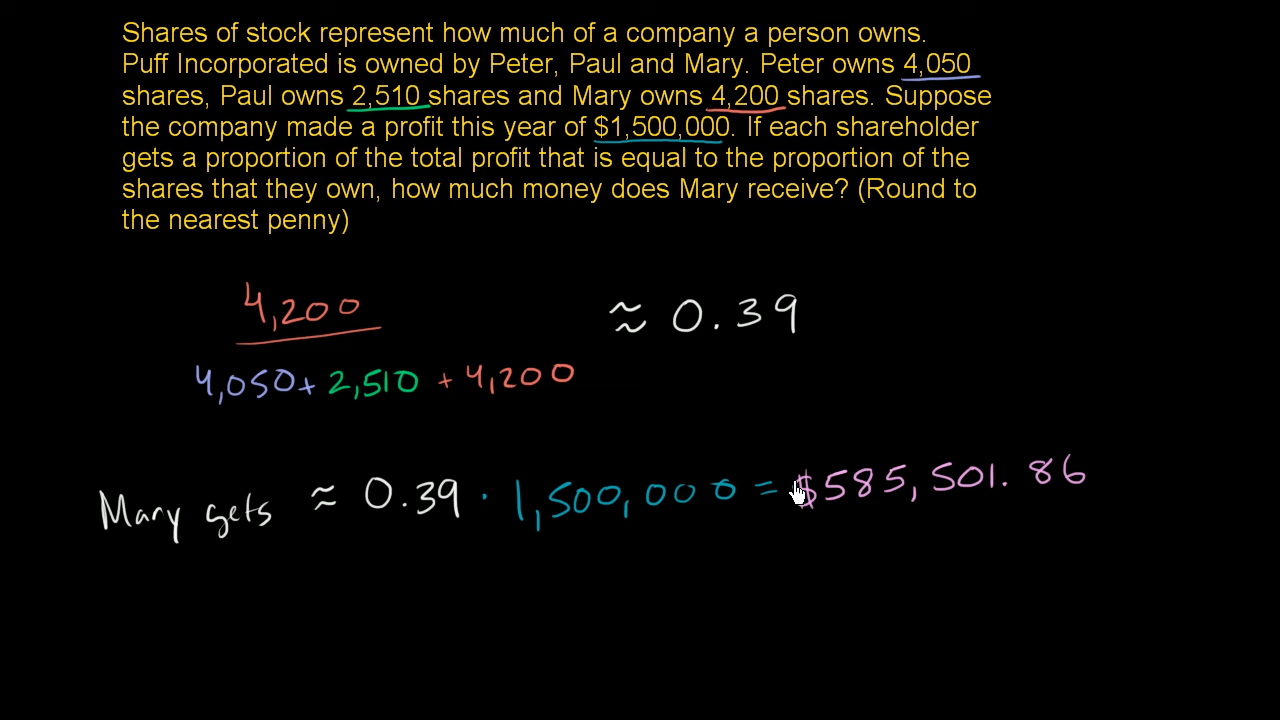 Shares of stock represent how much of a company a person owns.
Puff Incorporated is owned by Peter, Paul and Mary. Peter owns 4,050
shares, Paul owns 2,510 shares and Mary owns 4,200 shares. Suppose
the company made a profit this year of $1,500,000. If each shareholder
gets a proportion of the total profit that is equal to the proportion of the
shares that they own, how much money does Mary receive? (Round to
the nearest penny)
4,200
≈ 0.39
4,050+ 2,510 + 4,200
Mary gets ≈ 0.39 · 1,500,000 = $585,501.86